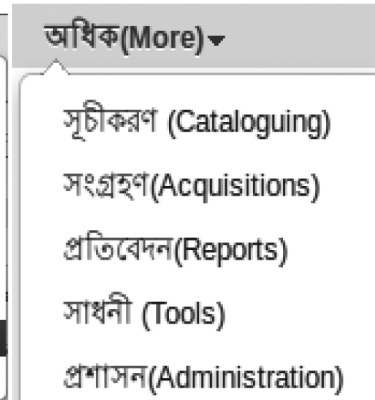 অধিক(More)
সূচীকরণ (Cataloguing)
সংগ্রহণ(Acquisitions)
প্রতিবেদন(Reports)
সাধনী (Tools)
প্রশাসন(Administration)